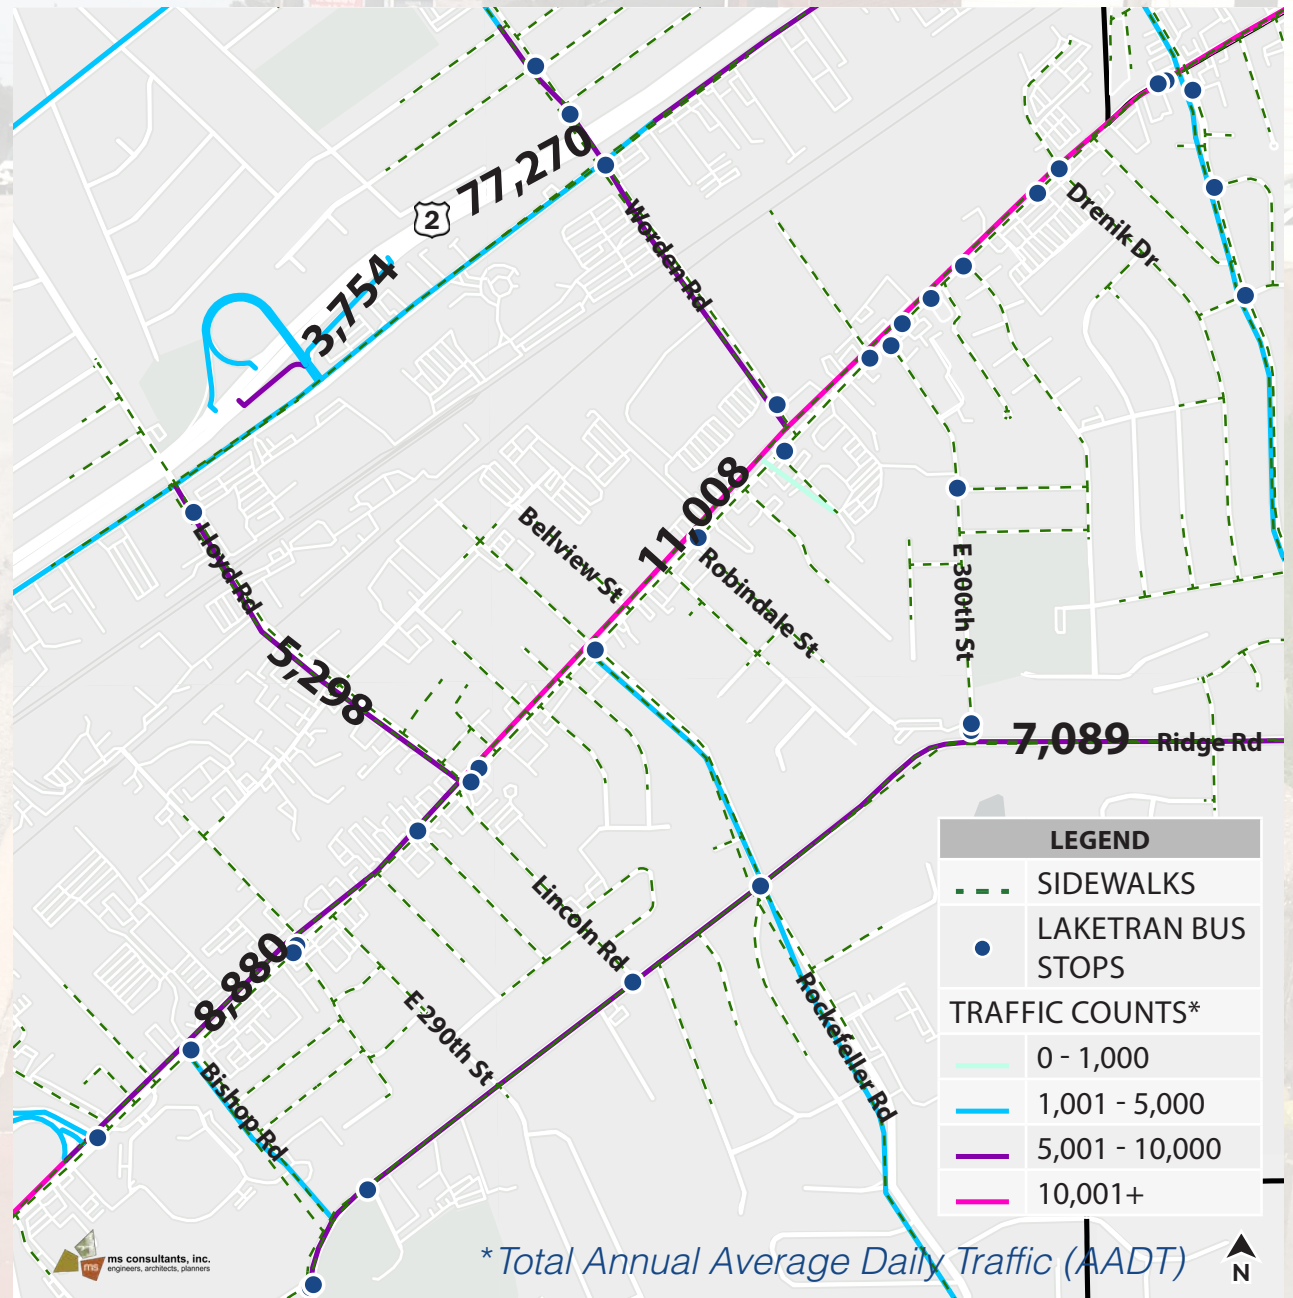 77,270
2
3,754
Worden Rd
Drenik Dr
11,008
Bellview St
Robindale St
E 300th St
Lloyd Rd
5,298
7,089
Ridge Rd
LEGEND
SIDEWALKS
LAKETRAN BUS
STOPS
TRAFFIC COUNTS*
0 - 1,000
1,001 - 5,000
5,001 - 10,000
10,001+
Lincoln Rd
8,880
E 290th St
Rockefeller Rd
Bishop Rd
ms
ms consultants, inc.
engineers, architects, planners
*Total Annual Average Daily Traffic (AADT)
N